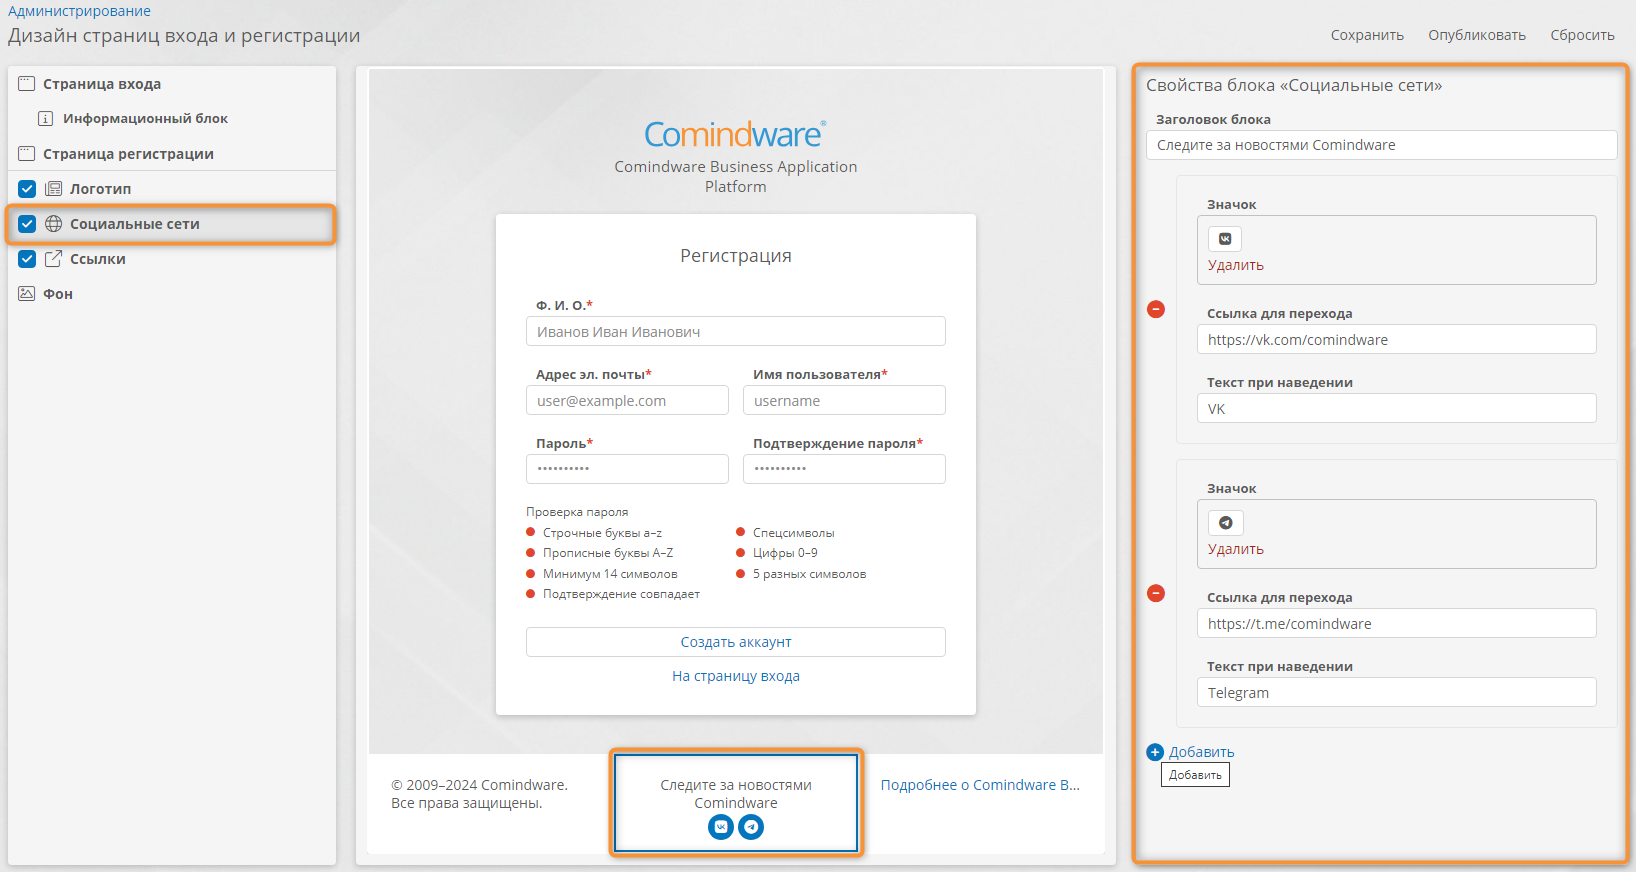 Администрирование
Дизайн страниц входа и регистрации
Сохранить Опубликовать Сбросить
Страница входа
Информационный блок
Страница регистрации
Логотип
Социальные сети
Ссылки
Фон
Comindware®
Comindware Business Application
Platform
Регистрация
Ф. И. О.*
Иванов Иван Иванович
Адрес эл. почты* Имя пользователя*
user@example.com username
Пароль* Подтверждение пароля*
•••••••••• ••••••••••
Проверка пароля
Строчные буквы a–z Спецсимволы
Прописные буквы A–Z Цифры 0–9
Минимум 14 символов 5 разных символов
Подтверждение совпадает
Создать аккаунт
На страницу входа
© 2009–2024 Comindware.
Все права защищены.
Следите за новостями
Comindware
Подробнее о Comindware B...
Свойства блока «Социальные сети»
Заголовок блока
Следите за новостями Comindware
Значок
Удалить
Ссылка для перехода
https://vk.com/comindware
Текст при наведении
VK
Значок
Удалить
Ссылка для перехода
https://t.me/comindware
Текст при наведении
Telegram
Добавить
Добавить